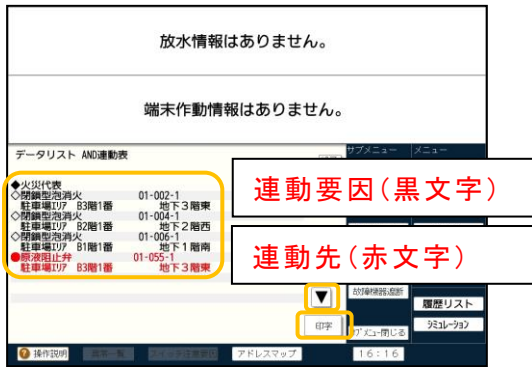 放水情報はありません。
端末作動情報はありません。
データリスト AND連動表
サブメニュー
メニュー
◆火災代表
◇閉鎖型泡消火 01-002-1
駐車場エリア B3階1番 地下3階東
◇閉鎖型泡消火 01-004-1
駐車場エリア B2階1番 地下2階西
◇閉鎖型泡消火 01-006-1
駐車場エリア B1階1番 地下1階南
●原液阻止弁 01-055-1
駐車場エリア B3階1番 地下3階東
連動要因(黒文字)
連動先(赤文字)
▼
故障機器遮断
履歴リスト
印字
サブメニュー閉じる
シミュレーション
? 操作説明
アドレスマップ
16:16